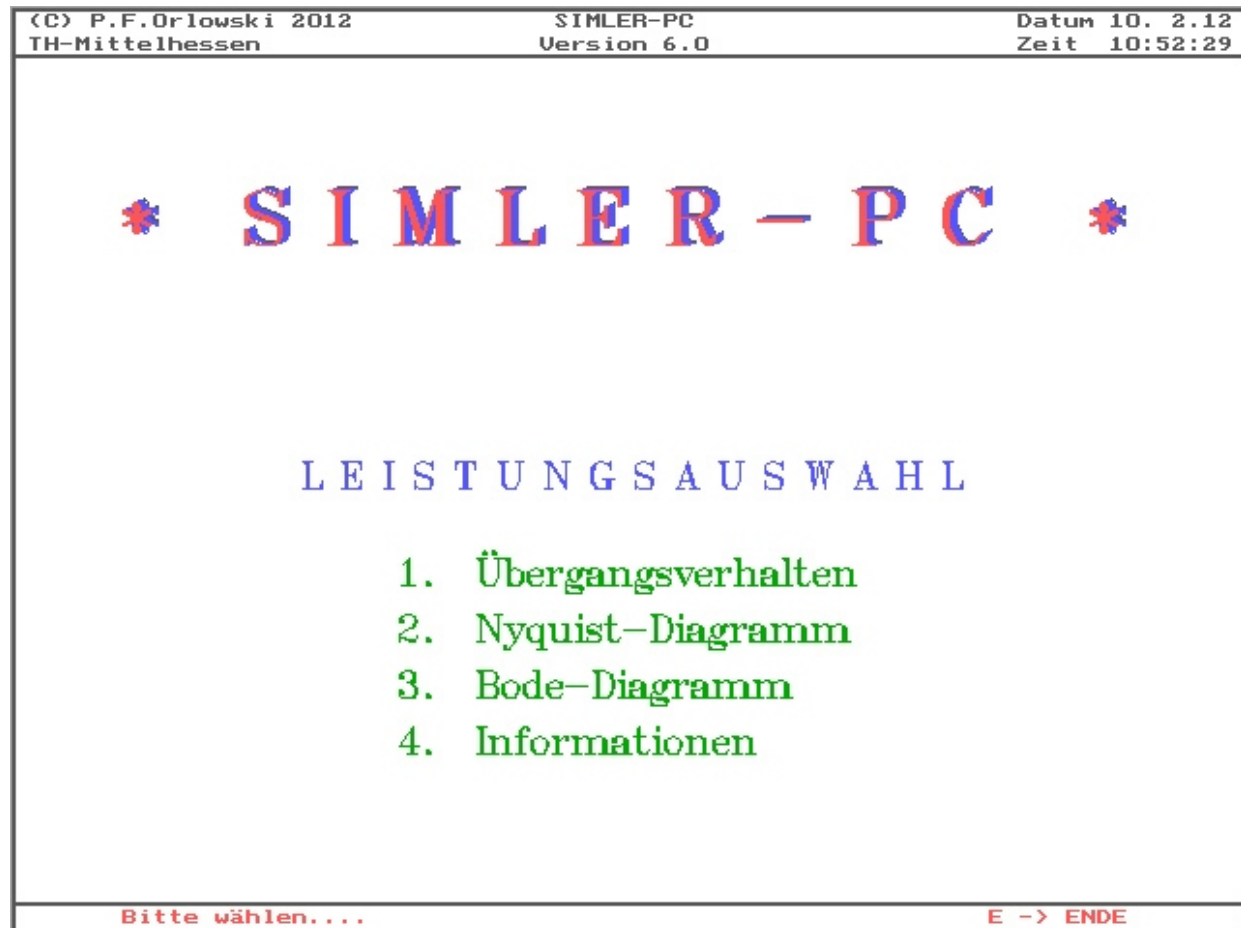 (C) P.F.Orlowski 2012 SIMLER-PC Datum 10. 2.12
TH-Mittelhessen Version 6.0 Zeit 10:52:29
* S I M L E R - P C *
L E I S T U N G S A U S W A H L
1. Übergangsverhalten
2. Nyquist-Diagramm
3. Bode-Diagramm
4. Informationen
Bitte wählen.... E -> ENDE